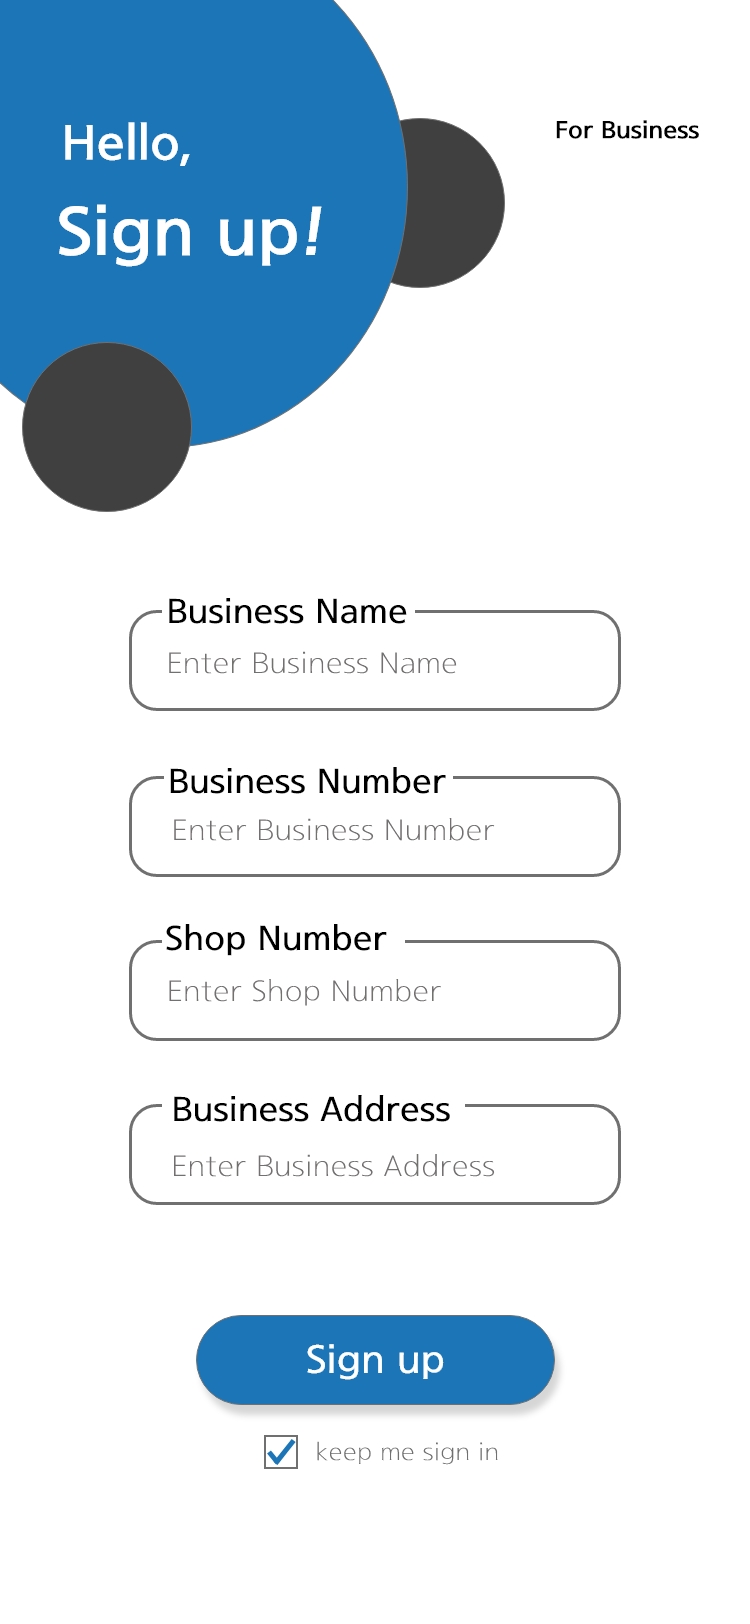 Hello,
For Business
Sign up!
Business Name
Enter Business Name
Business Number
Enter Business Number
Shop Number
Enter Shop Number
Business Address
Enter Business Address
Sign up
keep me sign in